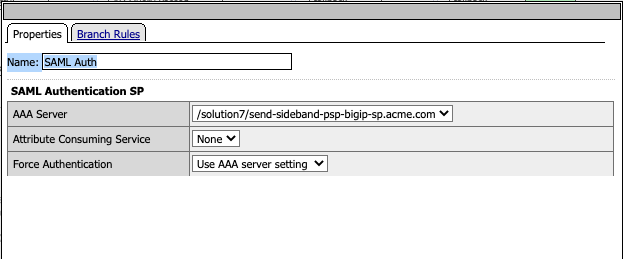 Properties
Branch Rules
Name: SAML Auth
SAML Authentication SP
AAA Server /solution7/send-sideband-psp-bigip-sp.acme.com
Attribute Consuming Service None
Force Authentication Use AAA server setting